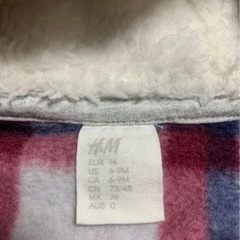 H&M
EUR 74
US 6-9M
CA 6-9M
CN 73/48
MX 74
AUS 0